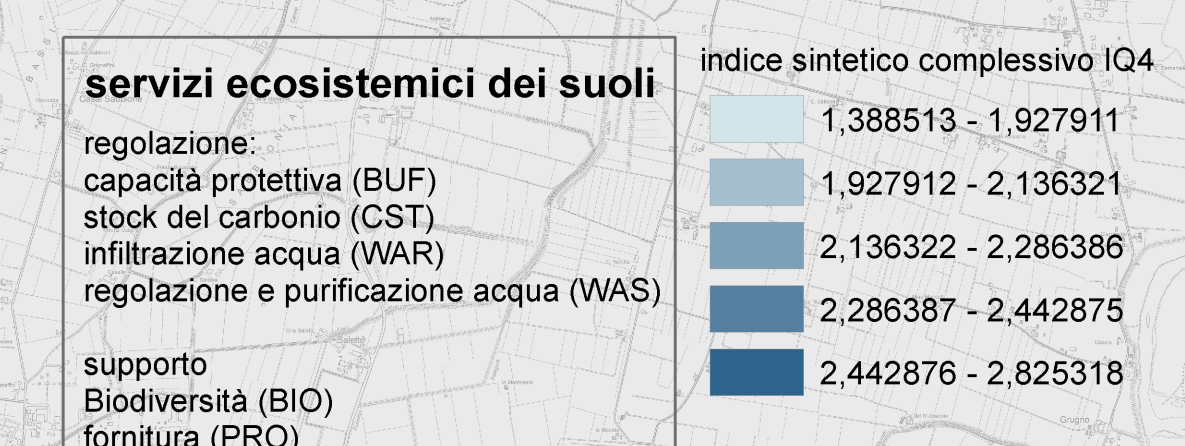 servizi ecosistemici dei suoli
regolazione:
capacità protettiva (BUF)
stock del carbonio (CST)
infiltrazione acqua (WAR)
regolazione e purificazione acqua (WAS)
supporto
Biodiversità (BIO)
fornitura (PRO)
indice sintetico complessivo IQ4
1,388513 - 1,927911
1,927912 - 2,136321
2,136322 - 2,286386
2,286387 - 2,442875
2,442876 - 2,825318
Saletto
Grugno